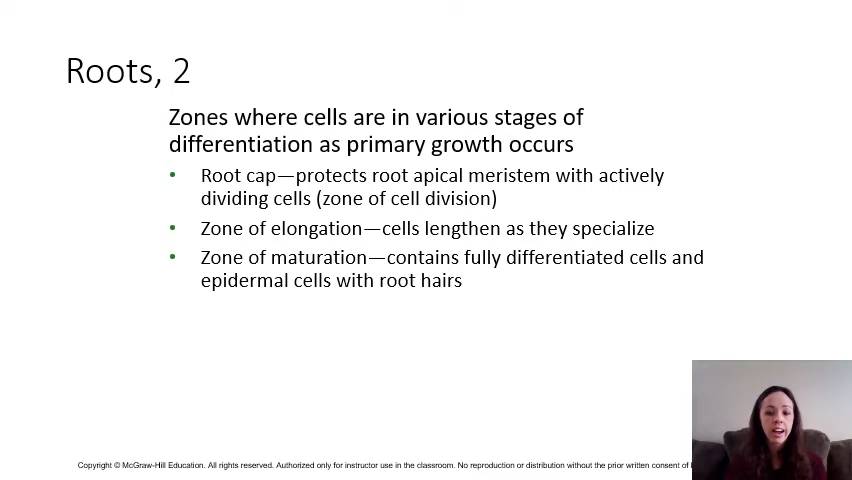 Roots, 2
Zones where cells are in various stages of
differentiation as primary growth occurs
• Root cap—protects root apical meristem with actively
dividing cells (zone of cell division)
• Zone of elongation—cells lengthen as they specialize
• Zone of maturation—contains fully differentiated cells and
epidermal cells with root hairs
Copyright © McGraw-Hill Education. All rights reserved. Authorized only for instructor use in the classroom. No reproduction or distribution without the prior written consent of